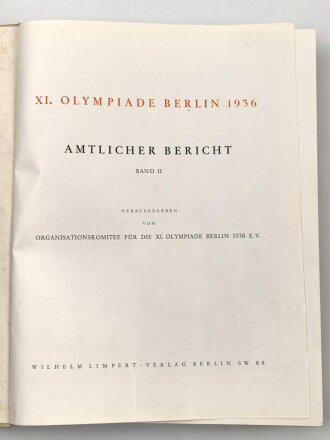 XI. OLYMPIADE BERLIN 1936
AMTLICHER BERICHT
BAND II
HERAUSGEGEBEN
VOM
ORGANISATIONSKOMITEE FÜR DIE XI. OLYMPIADE BERLIN 1936 E.V.
WILHELM LIMPERT-VERLAG BERLIN SW 68